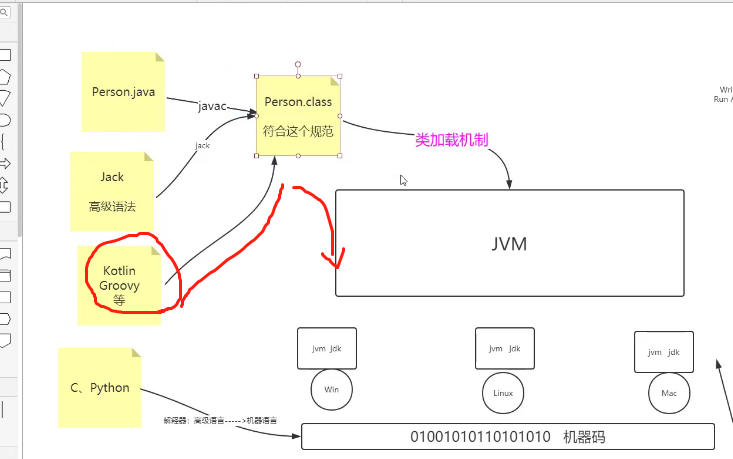 Person.java
javac
Person.class
符合这个规范
jack
类加载机制
Jack
高级语法
JVM
Kotlin
Groovy
等
jvm jdk
Win
jvm jdk
Linux
jvm jdk
Mac
C、Python
解释器：高级语言----->机器语言
01001010110101010 机器码
Writ
Run A